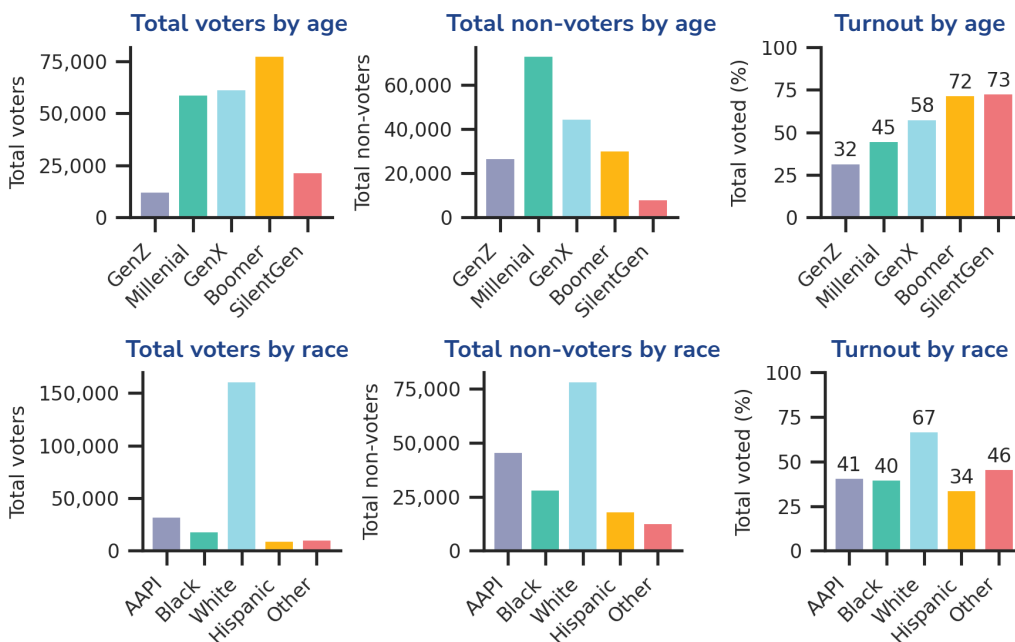 Total voters by age
Total voters
75,000
50,000
25,000
0
GenZ
Millenial
GenX
Boomer
SilentGen
Total non-voters by age
Total non-voters
60,000
40,000
20,000
0
GenZ
Millenial
GenX
Boomer
SilentGen
Turnout by age
Total voted (%)
100
75
50
25
0
32
45
58
72
73
GenZ
Millenial
GenX
Boomer
SilentGen
Total voters by race
Total voters
150,000
100,000
50,000
0
AAPI
Black
White
Hispanic
Other
Total non-voters by race
Total non-voters
75,000
50,000
25,000
0
AAPI
Black
White
Hispanic
Other
Turnout by race
Total voted (%)
100
75
50
25
0
41
40
67
34
46
AAPI
Black
White
Hispanic
Other